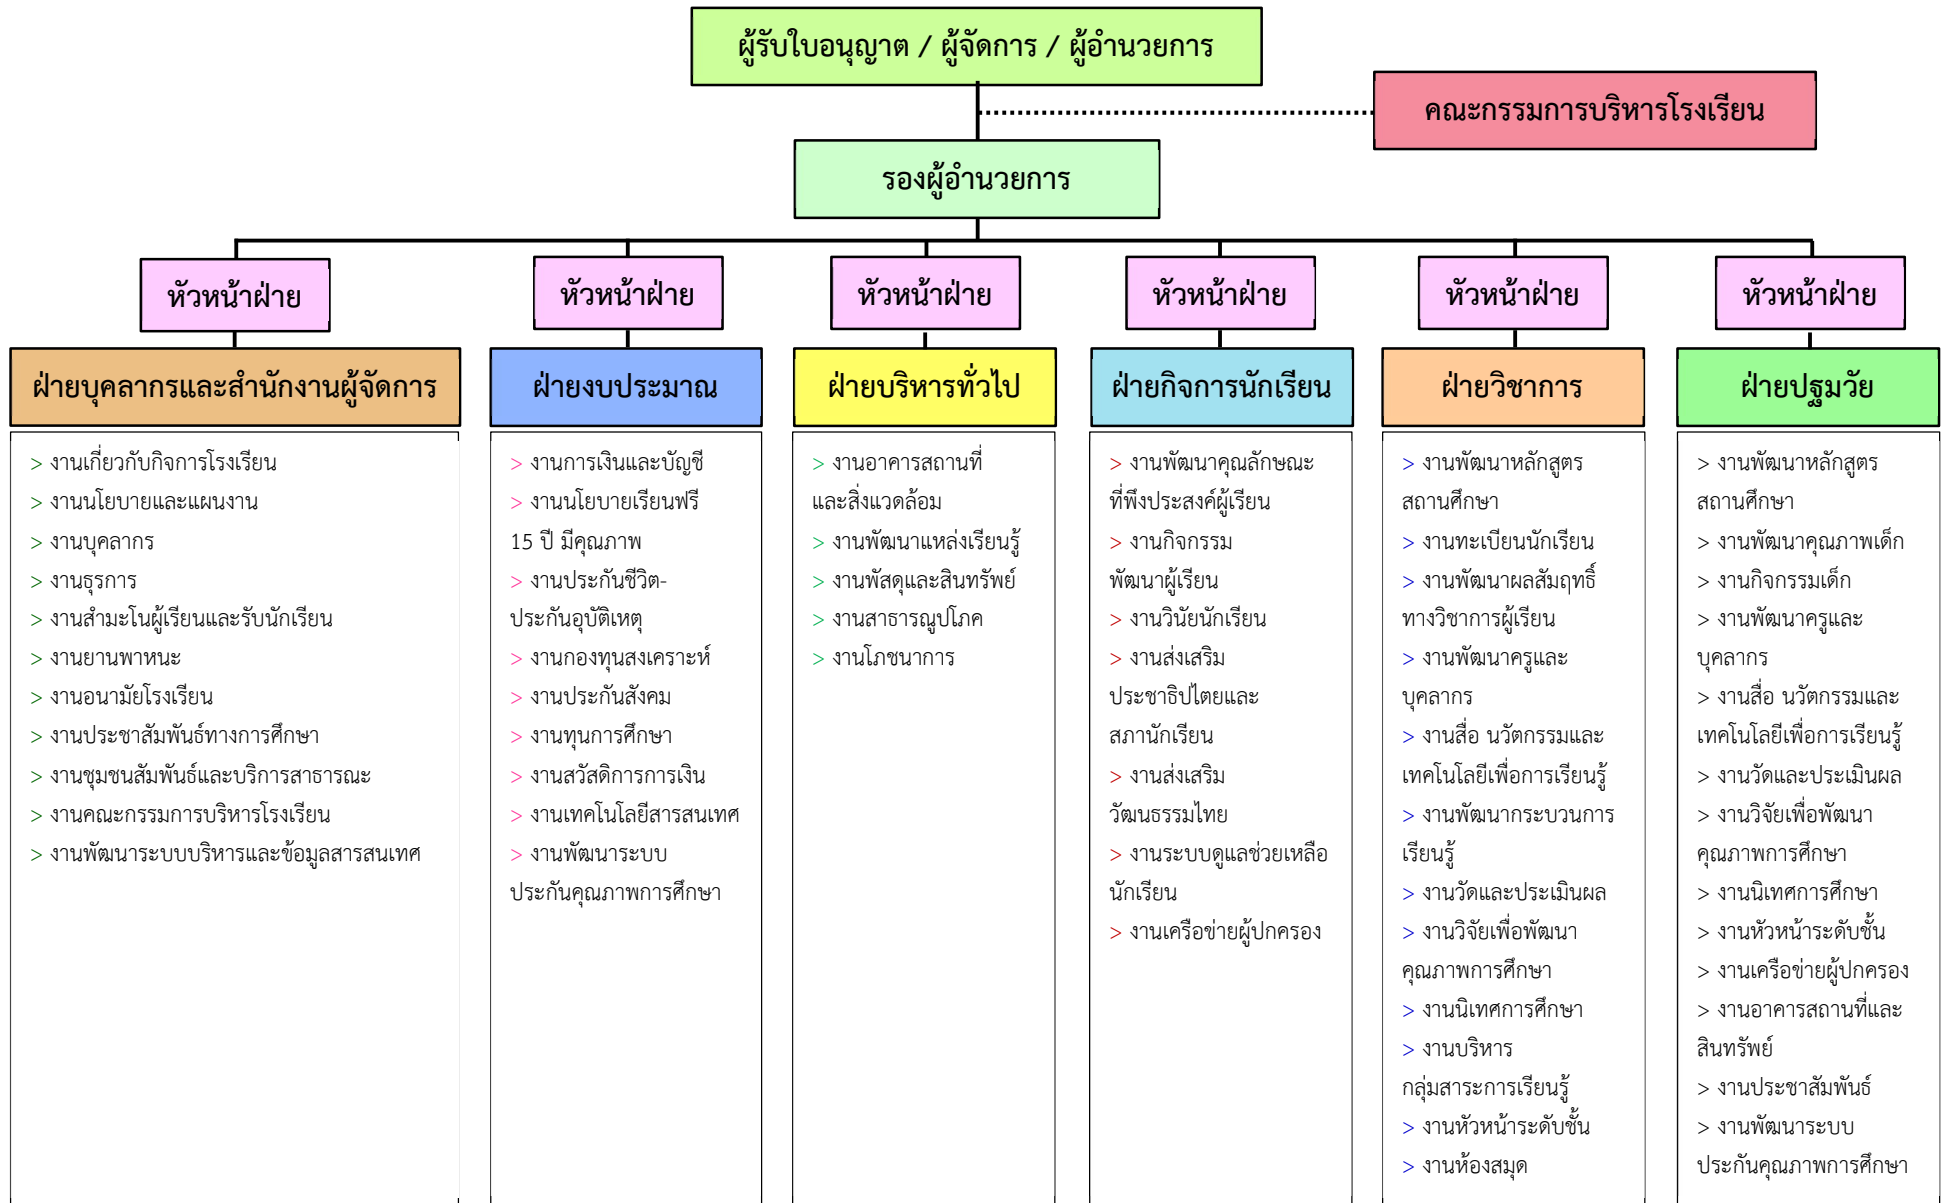 ผู้รับใบอนุญาต / ผู้จัดการ / ผู้อำนวยการ
คณะกรรมการบริหารโรงเรียน
รองผู้อำนวยการ
หัวหน้าฝ่าย
หัวหน้าฝ่าย
หัวหน้าฝ่าย
หัวหน้าฝ่าย
หัวหน้าฝ่าย
หัวหน้าฝ่าย
ฝ่ายบุคลากรและสำนักงานผู้จัดการ
> งานเกี่ยวกับกิจการโรงเรียน
> งานนโยบายและแผนงาน
> งานบุคลากร
> งานธุรการ
> งานสำมะโนผู้เรียนและรับนักเรียน
> งานยานพาหนะ
> งานอนามัยโรงเรียน
> งานประชาสัมพันธ์ทางการศึกษา
> งานชุมชนสัมพันธ์และบริการสาธารณะ
> งานคณะกรรมการบริหารโรงเรียน
> งานพัฒนาระบบบริหารและข้อมูลสารสนเทศ
ฝ่ายงบประมาณ
> งานการเงินและบัญชี
> งานนโยบายเรียนฟรี
15 ปี มีคุณภาพ
> งานประกันชีวิต-
ประกันอุบัติเหตุ
> งานกองทุนสงเคราะห์
> งานประกันสังคม
> งานทุนการศึกษา
> งานสวัสดิการการเงิน
> งานเทคโนโลยีสารสนเทศ
> งานพัฒนาระบบ
ประกันคุณภาพการศึกษา
ฝ่ายบริหารทั่วไป
> งานอาคารสถานที่
และสิ่งแวดล้อม
> งานพัฒนาแหล่งเรียนรู้
> งานพัสดุและสินทรัพย์
> งานสาธารณูปโภค
> งานโภชนาการ
ฝ่ายกิจการนักเรียน
> งานพัฒนาคุณลักษณะ
ที่พึงประสงค์ผู้เรียน
> งานกิจกรรม
พัฒนาผู้เรียน
> งานวินัยนักเรียน
> งานส่งเสริม
ประชาธิปไตยและ
สภานักเรียน
> งานส่งเสริม
วัฒนธรรมไทย
> งานระบบดูแลช่วยเหลือ
นักเรียน
> งานเครือข่ายผู้ปกครอง
ฝ่ายวิชาการ
> งานพัฒนาหลักสูตร
สถานศึกษา
> งานทะเบียนนักเรียน
> งานพัฒนาผลสัมฤทธิ์
ทางวิชาการผู้เรียน
> งานพัฒนาครูและ
บุคลากร
> งานสื่อ นวัตกรรมและ
เทคโนโลยีเพื่อการเรียนรู้
> งานพัฒนากระบวนการ
เรียนรู้
> งานวัดและประเมินผล
> งานวิจัยเพื่อพัฒนา
คุณภาพการศึกษา
> งานนิเทศการศึกษา
> งานบริหาร
กลุ่มสาระการเรียนรู้
> งานหัวหน้าระดับชั้น
> งานห้องสมุด
ฝ่ายปฐมวัย
> งานพัฒนาหลักสูตร
สถานศึกษา
> งานพัฒนาคุณภาพเด็ก
> งานกิจกรรมเด็ก
> งานพัฒนาครูและ
บุคลากร
> งานสื่อ นวัตกรรมและ
เทคโนโลยีเพื่อการเรียนรู้
> งานวัดและประเมินผล
> งานวิจัยเพื่อพัฒนา
คุณภาพการศึกษา
> งานนิเทศการศึกษา
> งานหัวหน้าระดับชั้น
> งานเครือข่ายผู้ปกครอง
> งานอาคารสถานที่และ
สินทรัพย์
> งานประชาสัมพันธ์
> งานพัฒนาระบบ
ประกันคุณภาพการศึกษา